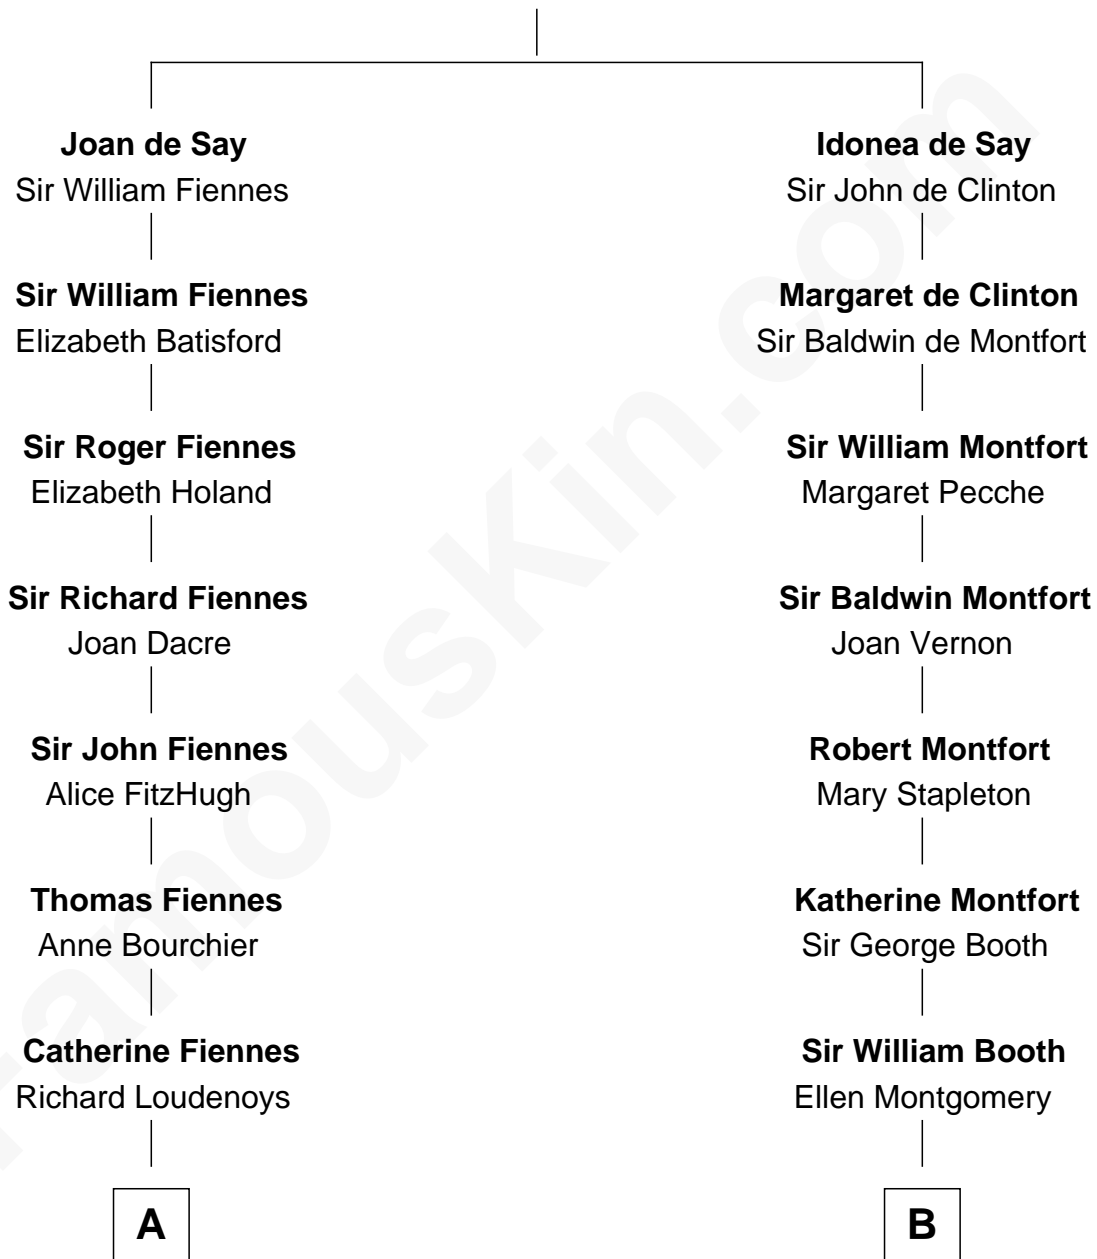 Joan de Say
Sir William Fiennes
Sir William Fiennes
Elizabeth Batisford
Sir Roger Fiennes
Elizabeth Holand
Sir Richard Fiennes
Joan Dacre
Sir John Fiennes
Alice FitzHugh
Thomas Fiennes
Anne Bourchier
Catherine Fiennes
Richard Loudenoys
A
Idonea de Say
Sir John de Clinton
Margaret de Clinton
Sir Baldwin de Montfort
Sir William Montfort
Margaret Pecche
Sir Baldwin Montfort
Joan Vernon
Robert Montfort
Mary Stapleton
Katherine Montfort
Sir George Booth
Sir William Booth
Ellen Montgomery
B
FamousKin.com